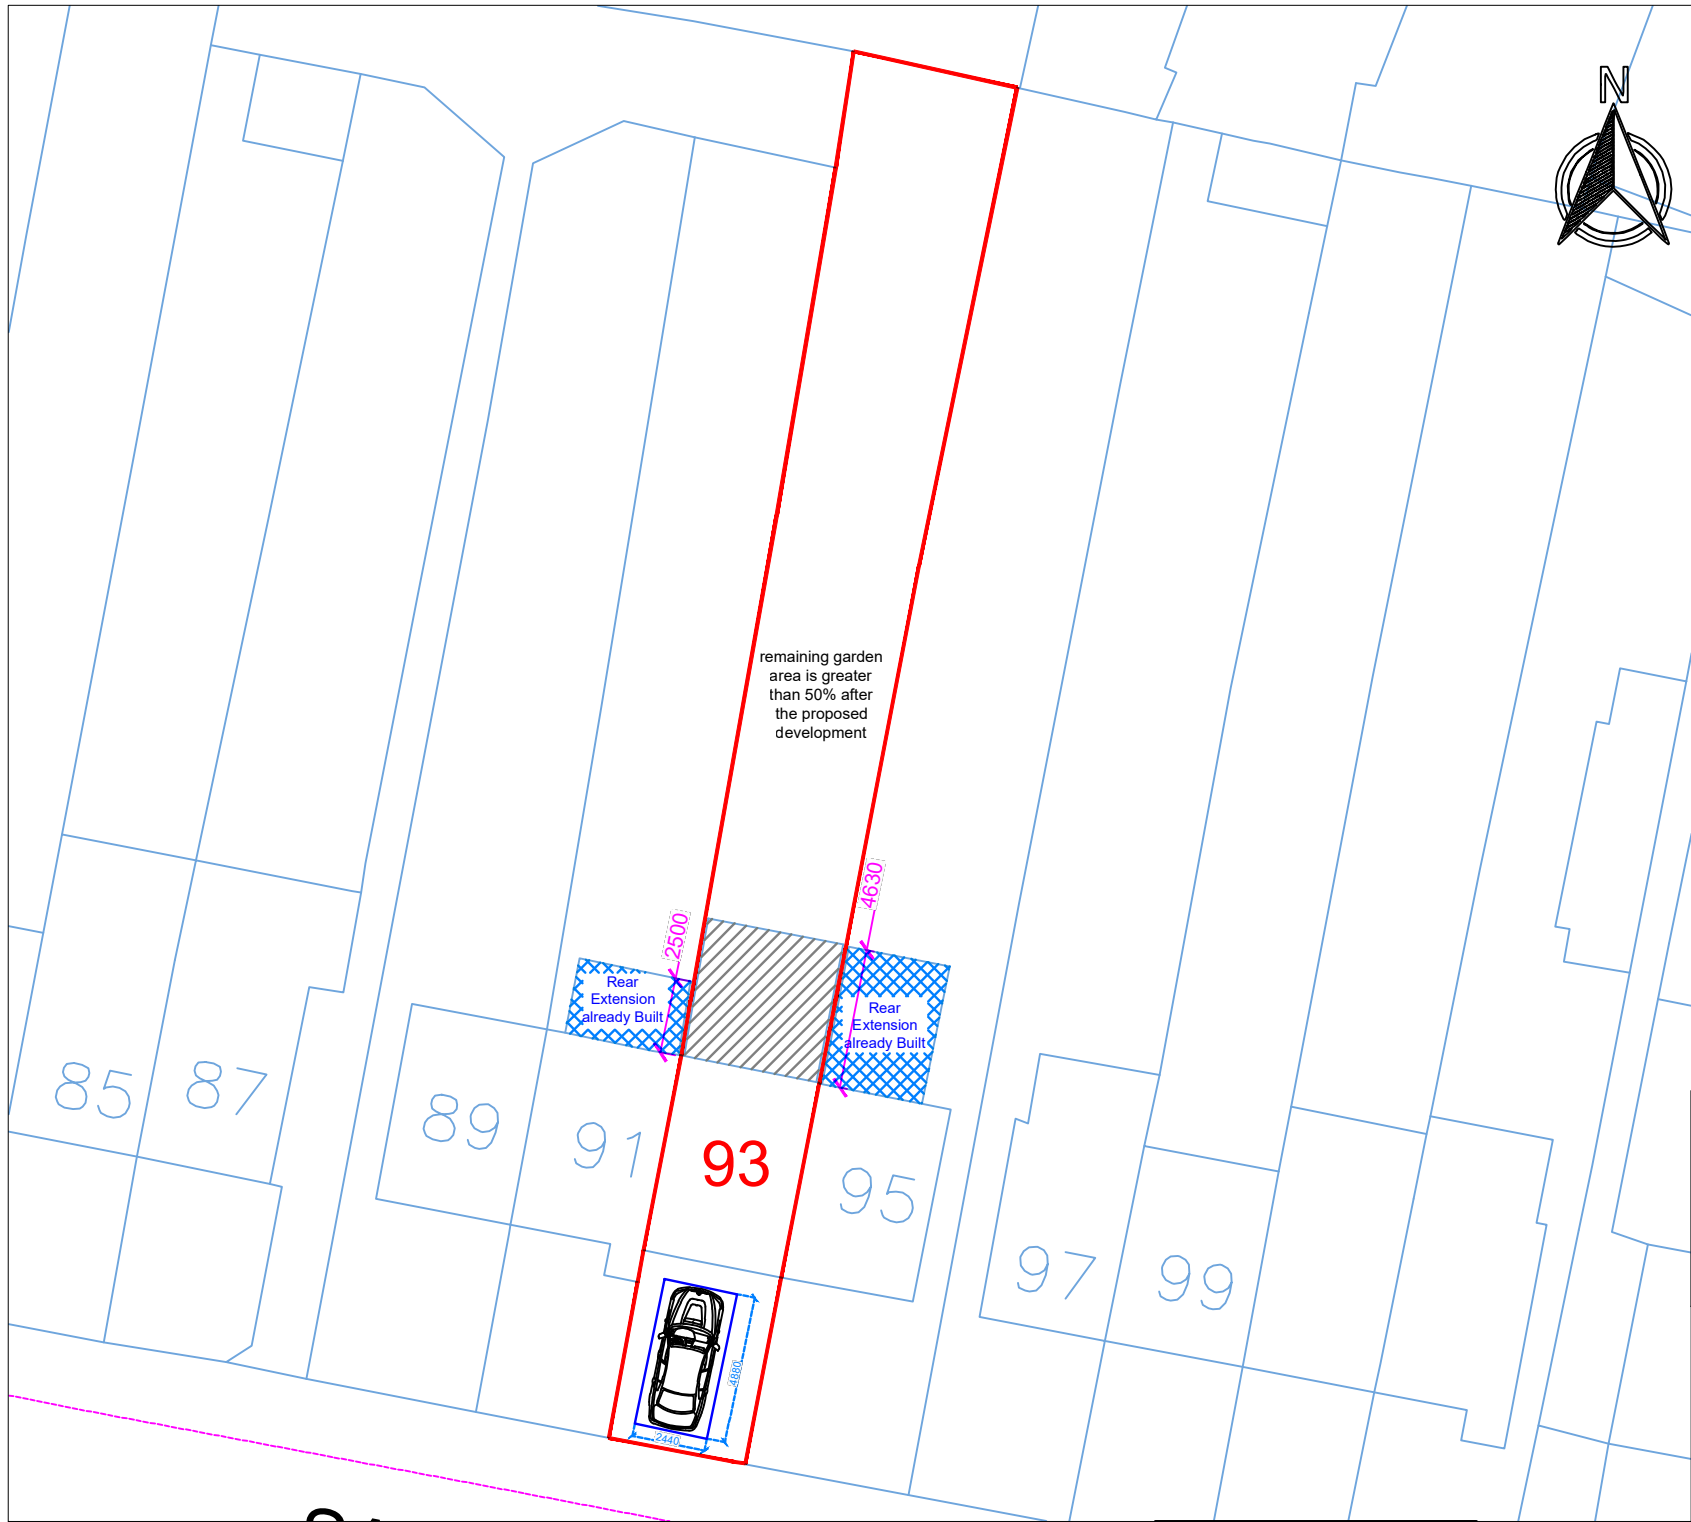 N
remaining garden
area is greater
than 50% after
the proposed
development
4630
2500
Rear
Extension
already Built
Rear
Extension
already Built
85
87
89
91
93
95
97
99
4880
2440